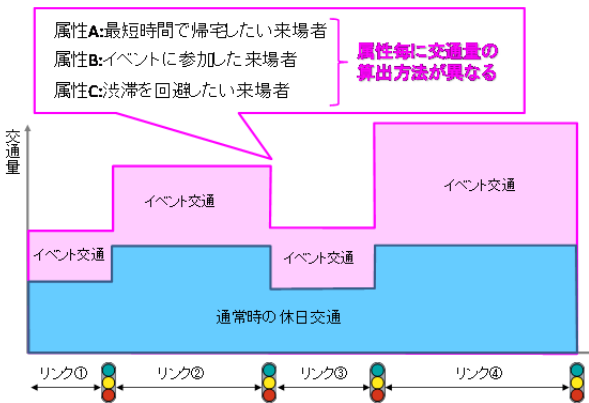 属性A:最短時間で帰宅したい来場者
属性B:イベントに参加した来場者
属性C:渋滞を回避したい来場者
属性毎に交通量の
算出方法が異なる
交通量
イベント交通
イベント交通
イベント交通
イベント交通
通常時の休日交通
リンク①
リンク②
リンク③
リンク④